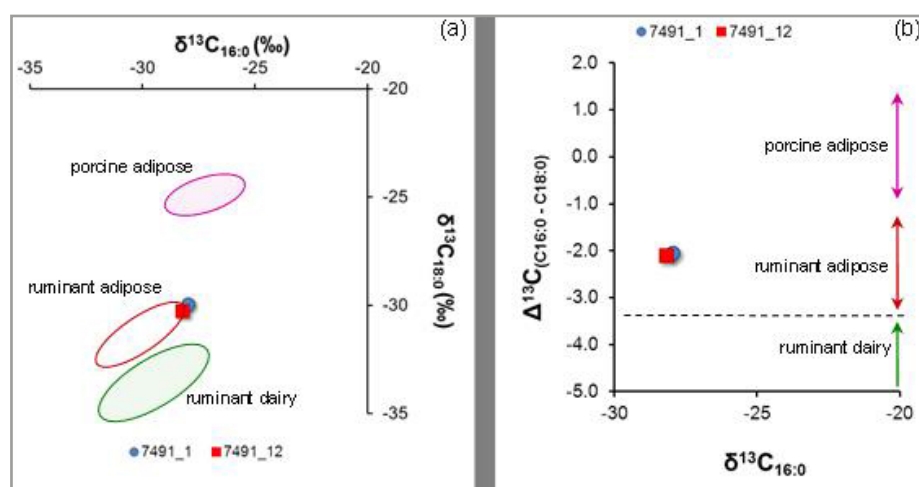 δ¹³C₁₆:₀ (‰)
(a)
-35 -30 -25 -20
-20
porcine adipose
-25
δ¹³C₁₈:₀ (‰)
ruminant adipose
-30
ruminant dairy
-35
7491_1 7491_12
7491_1 7491_12
(b)
2.0
1.0
porcine adipose
0.0
-1.0
Δ¹³C(C16:0 - C18:0)
-2.0
ruminant adipose
-3.0
-4.0
ruminant dairy
-5.0
-30 -25 -20
δ¹³C₁₆:₀